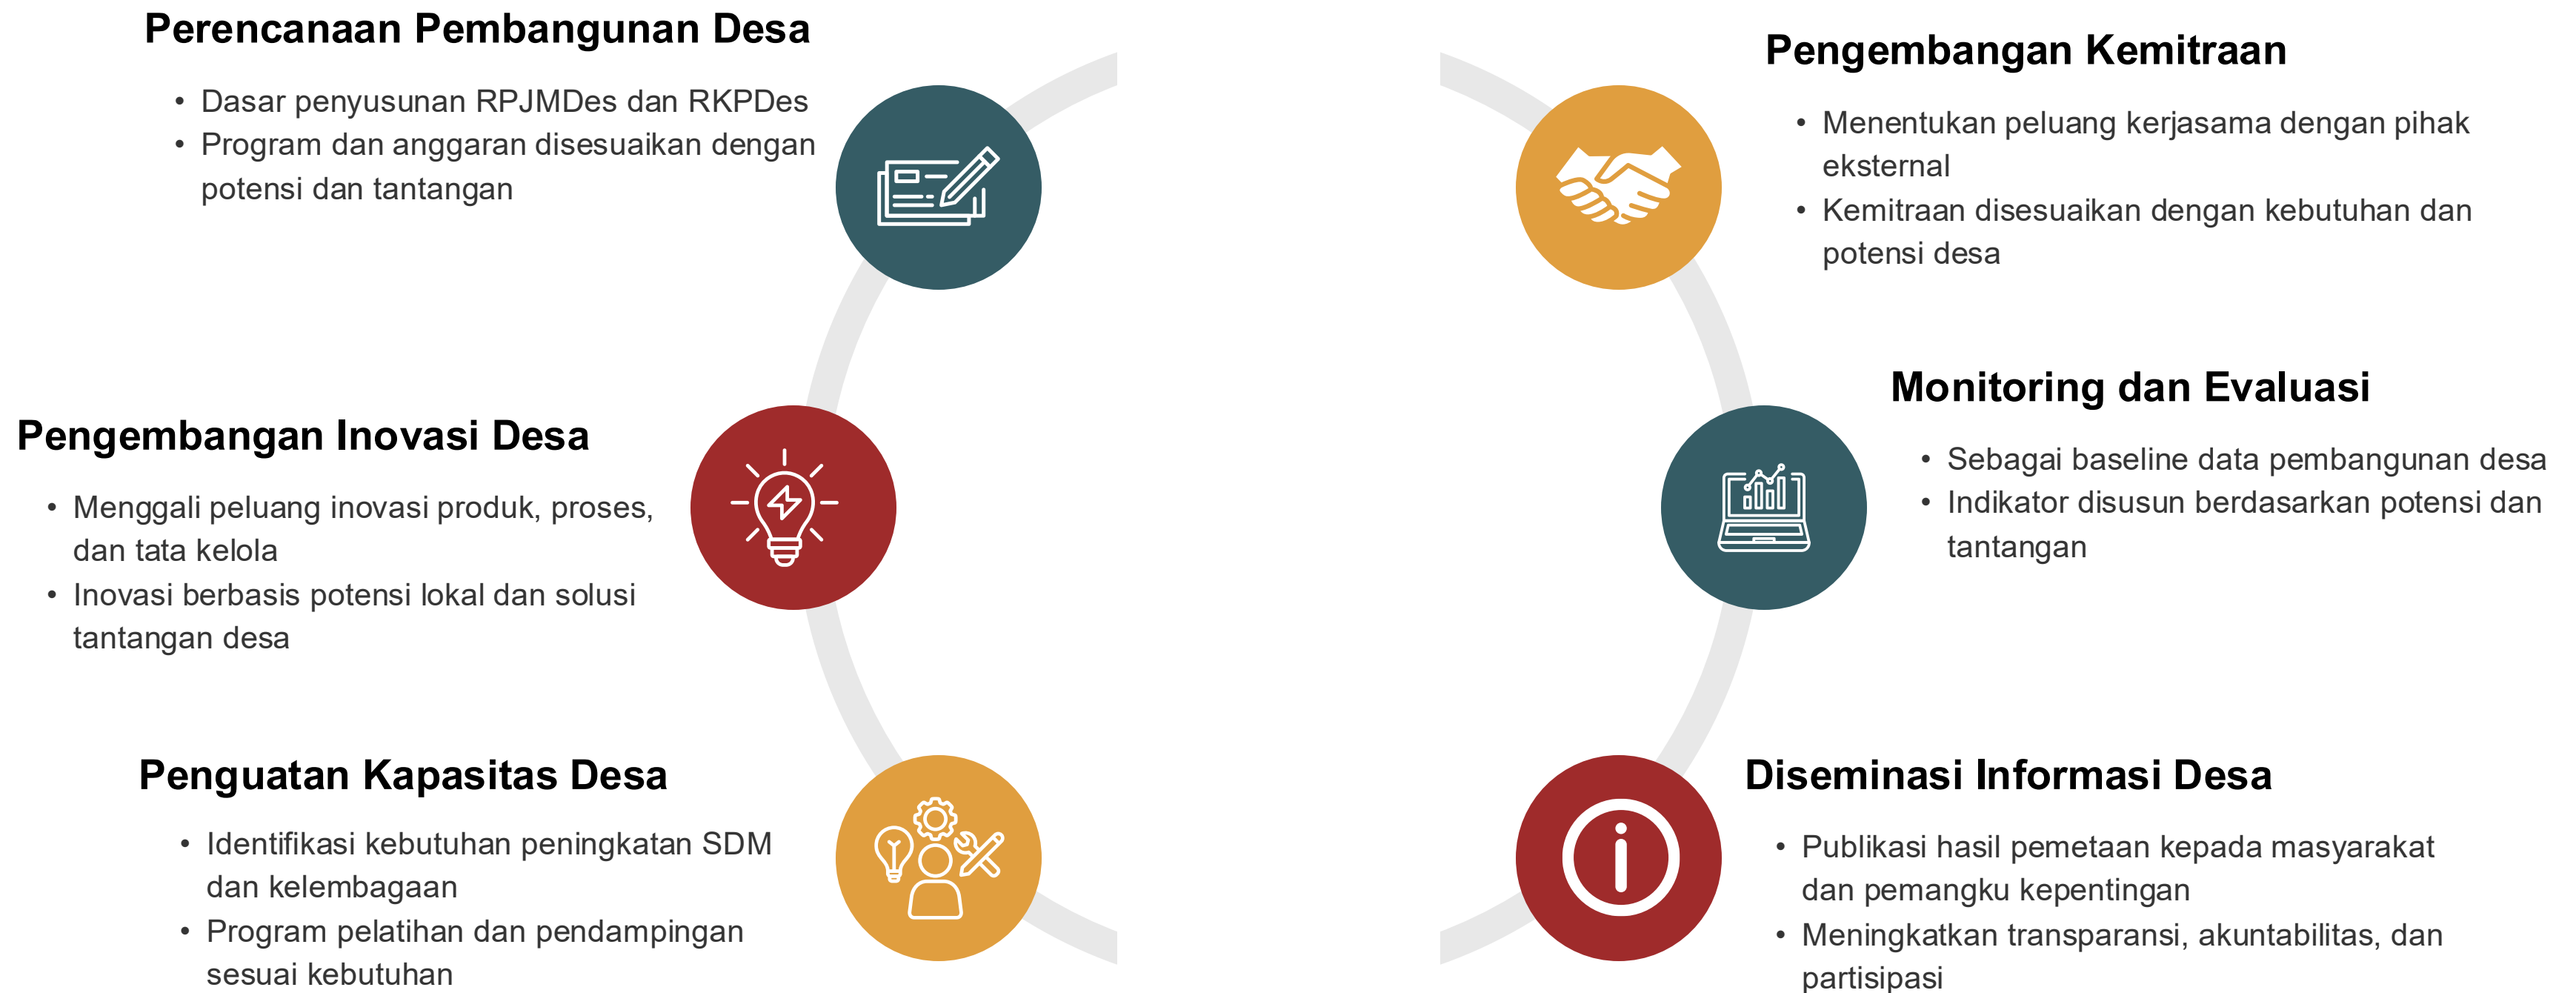 Perencanaan Pembangunan Desa
• Dasar penyusunan RPJMDes dan RKPDes
• Program dan anggaran disesuaikan dengan
potensi dan tantangan
Pengembangan Inovasi Desa
• Menggali peluang inovasi produk, proses,
dan tata kelola
• Inovasi berbasis potensi lokal dan solusi
tantangan desa
Penguatan Kapasitas Desa
• Identifikasi kebutuhan peningkatan SDM
dan kelembagaan
• Program pelatihan dan pendampingan
sesuai kebutuhan
Pengembangan Kemitraan
• Menentukan peluang kerjasama dengan pihak
eksternal
• Kemitraan disesuaikan dengan kebutuhan dan
potensi desa
Monitoring dan Evaluasi
• Sebagai baseline data pembangunan desa
• Indikator disusun berdasarkan potensi dan
tantangan
Diseminasi Informasi Desa
• Publikasi hasil pemetaan kepada masyarakat
dan pemangku kepentingan
• Meningkatkan transparansi, akuntabilitas, dan
partisipasi